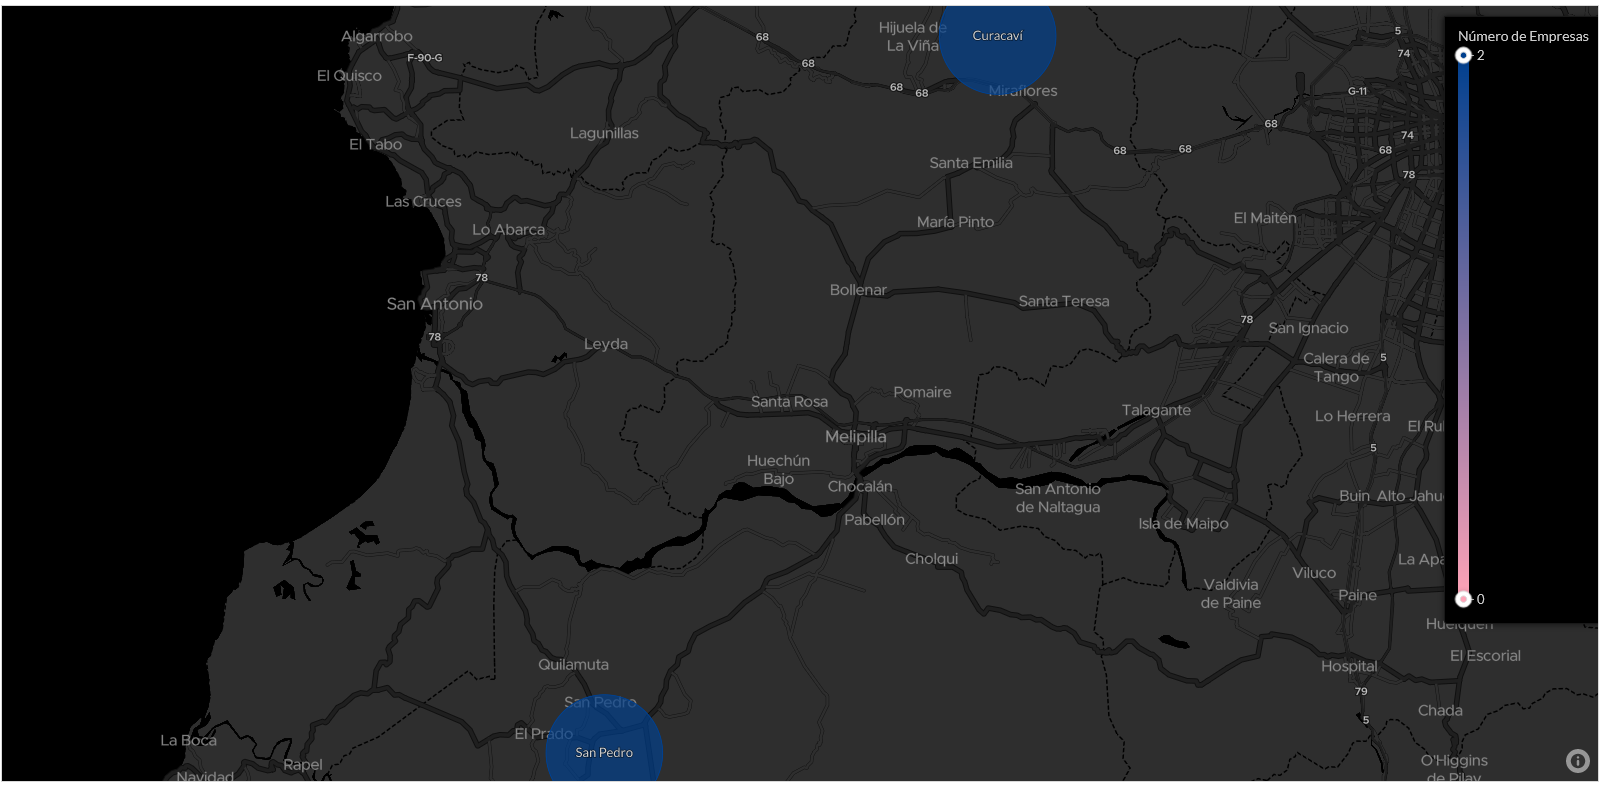 Algarrobo
68
Hijuela de
La Viña
Curacaví
5
Número de Empresas
2
74
F-90-G
El Quisco
68
68
68
Miraflores
G-11
Lagunillas
68
74
El Tabo
68
68
68
Santa Emilia
78
Las Cruces
María Pinto
El Maitén
Lo Abarca
78
Bollenar
Santa Teresa
San Antonio
78
San Ignacio
78
Leyda
Calera de
Tango
5
Pomaire
Santa Rosa
Talagante
Lo Herrera
El Ru
Melipilla
5
Huechún
Bajo
Chocalán
San Antonio
de Naltagua
Buin
Alto Jahu
Pabellón
Isla de Maipo
Cholqui
La Apa
Viluco
Valdivia
de Paine
Paine
0
Huelquén
Quilamuta
El Escorial
Hospital
San Pedro
79
Chada
5
El Prado
La Boca
San Pedro
Rapel
O'Higgins
de Pilay
Navidad